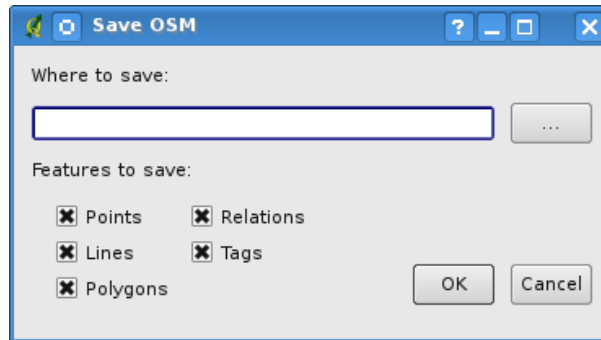 Save OSM
Where to save:
...
Features to save:
Points Relations
Lines Tags
Polygons
OK Cancel